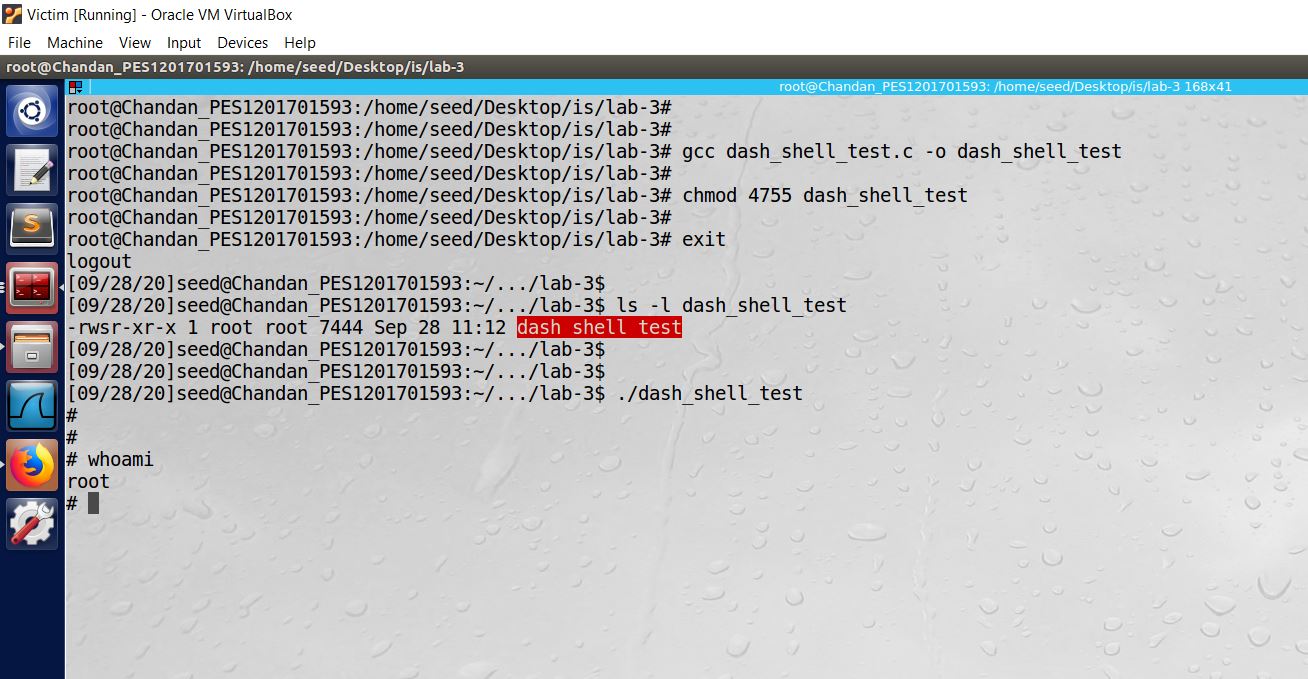 Victim [Running] - Oracle VM VirtualBox
File Machine View Input Devices Help
root@Chandan_PES1201701593: /home/seed/Desktop/is/lab-3
root@Chandan_PES1201701593: /home/seed/Desktop/is/lab-3 168x41
root@Chandan_PES1201701593:/home/seed/Desktop/is/lab-3#
root@Chandan_PES1201701593:/home/seed/Desktop/is/lab-3#
root@Chandan_PES1201701593:/home/seed/Desktop/is/lab-3# gcc dash_shell_test.c -o dash_shell_test
root@Chandan_PES1201701593:/home/seed/Desktop/is/lab-3#
root@Chandan_PES1201701593:/home/seed/Desktop/is/lab-3# chmod 4755 dash_shell_test
root@Chandan_PES1201701593:/home/seed/Desktop/is/lab-3#
root@Chandan_PES1201701593:/home/seed/Desktop/is/lab-3# exit
logout
[09/28/20]seed@Chandan_PES1201701593:~/.../lab-3$
[09/28/20]seed@Chandan_PES1201701593:~/.../lab-3$ ls -l dash_shell_test
-rwsr-xr-x 1 root root 7444 Sep 28 11:12 dash_shell_test
[09/28/20]seed@Chandan_PES1201701593:~/.../lab-3$
[09/28/20]seed@Chandan_PES1201701593:~/.../lab-3$
[09/28/20]seed@Chandan_PES1201701593:~/.../lab-3$ ./dash_shell_test
#
#
# whoami
root
#